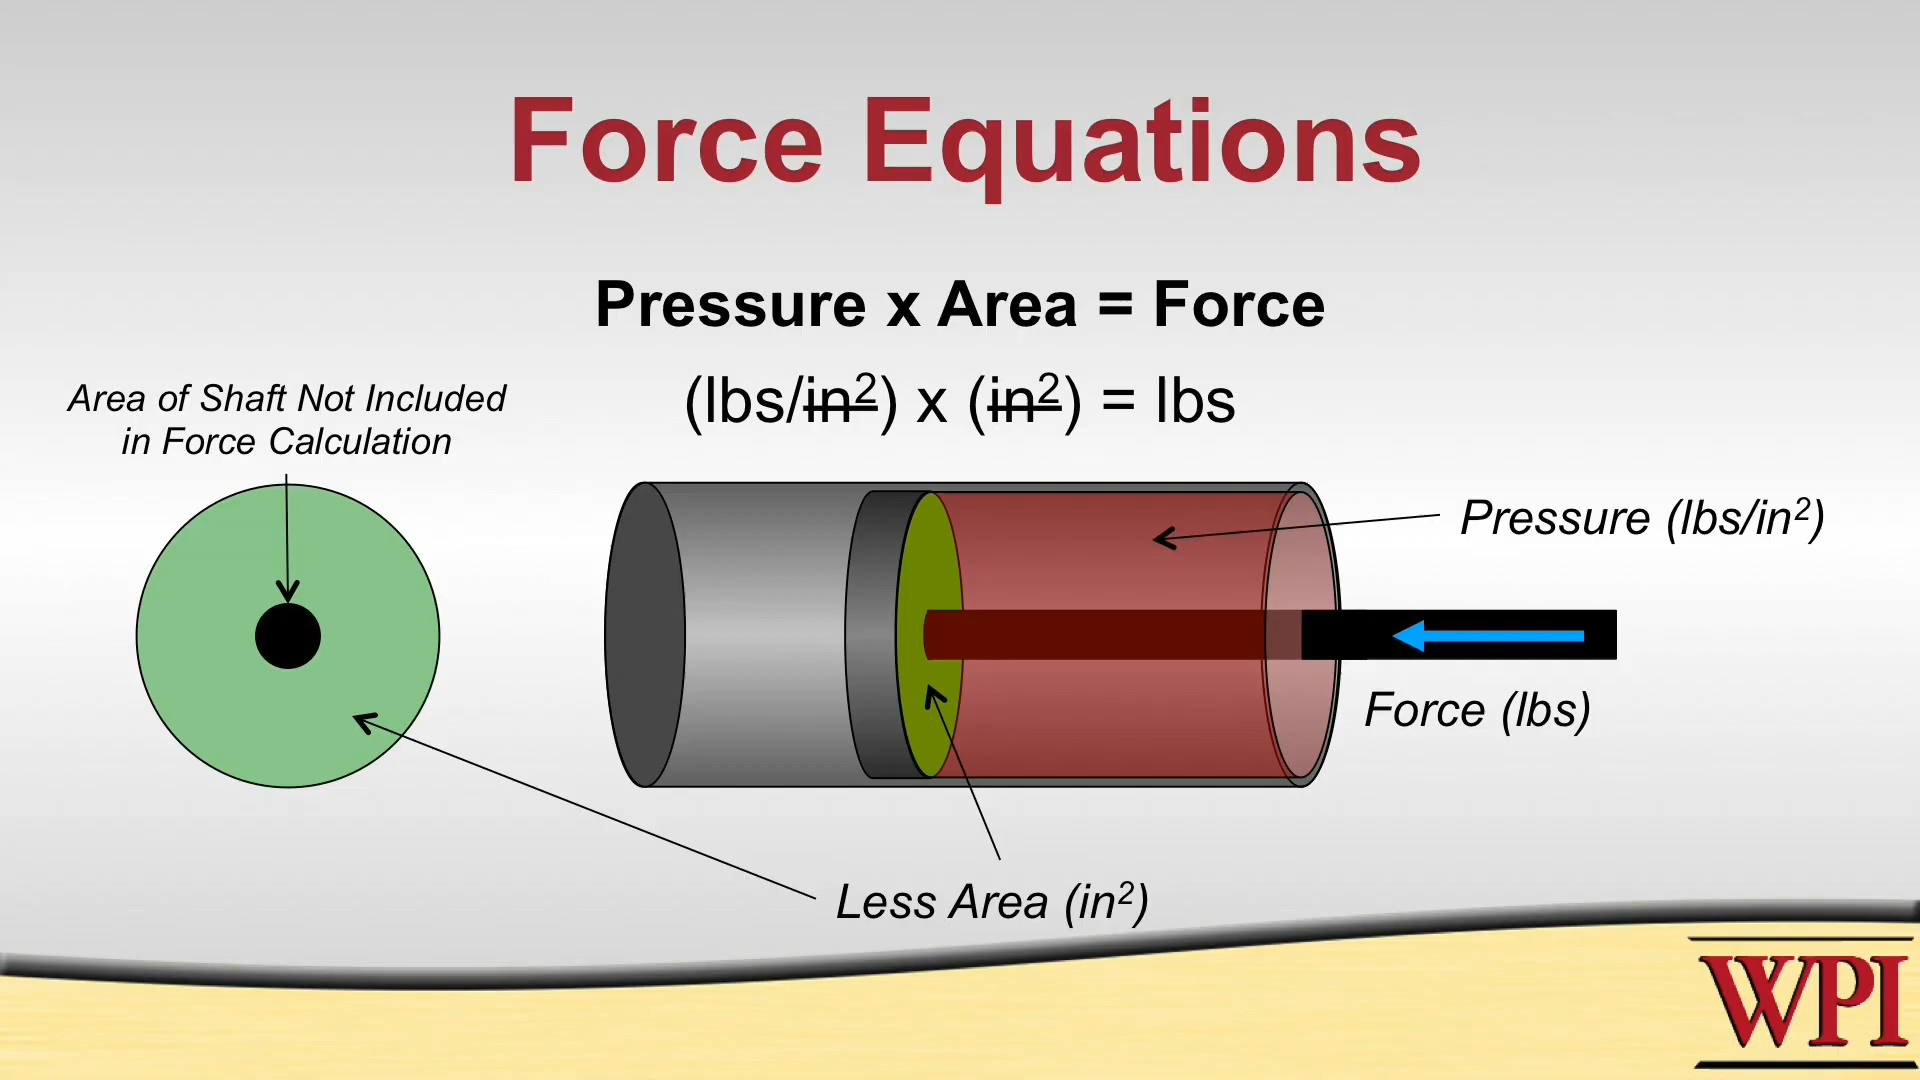 Force Equations
Pressure x Area = Force
(lbs/in²) x (in²) = lbs
Area of Shaft Not Included
in Force Calculation
Pressure (lbs/in²)
Force (lbs)
Less Area (in²)
WPI